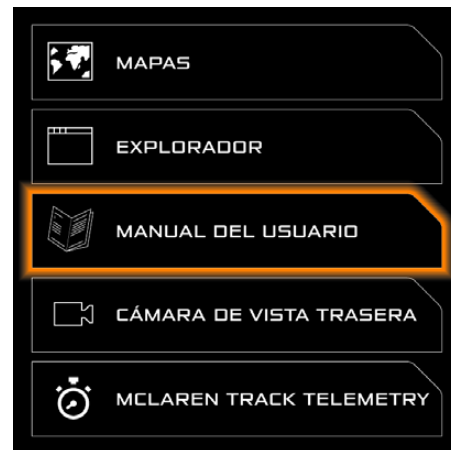 MAPAS
EXPLORADOR
MANUAL DEL USUARIO
CÁMARA DE VISTA TRASERA
MCLAREN TRACK TELEMETRY